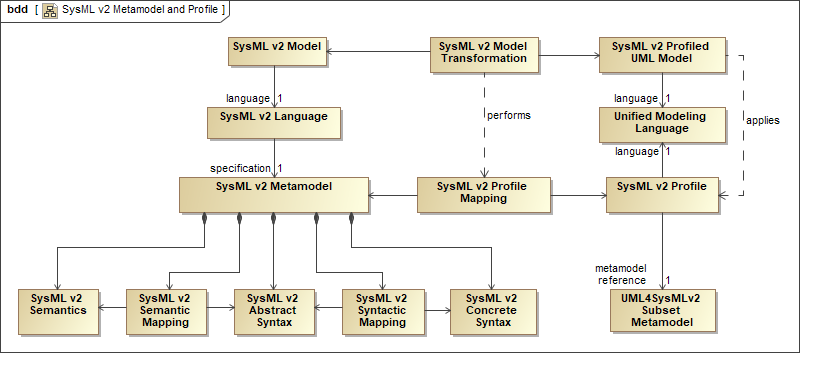 bdd [ SysML v2 Metamodel and Profile ]
SysML v2 Model
SysML v2 Model
Transformation
SysML v2 Profiled
UML Model
language 1
language 1
performs
applies
SysML v2 Language
Unified Modeling
Language
specification 1
language 1
SysML v2 Metamodel
SysML v2 Profile
Mapping
SysML v2 Profile
metamodel
reference 1
SysML v2
Semantics
SysML v2
Semantic
Mapping
SysML v2
Abstract
Syntax
SysML v2
Syntactic
Mapping
SysML v2
Concrete
Syntax
UML4SysMLv2
Subset
Metamodel